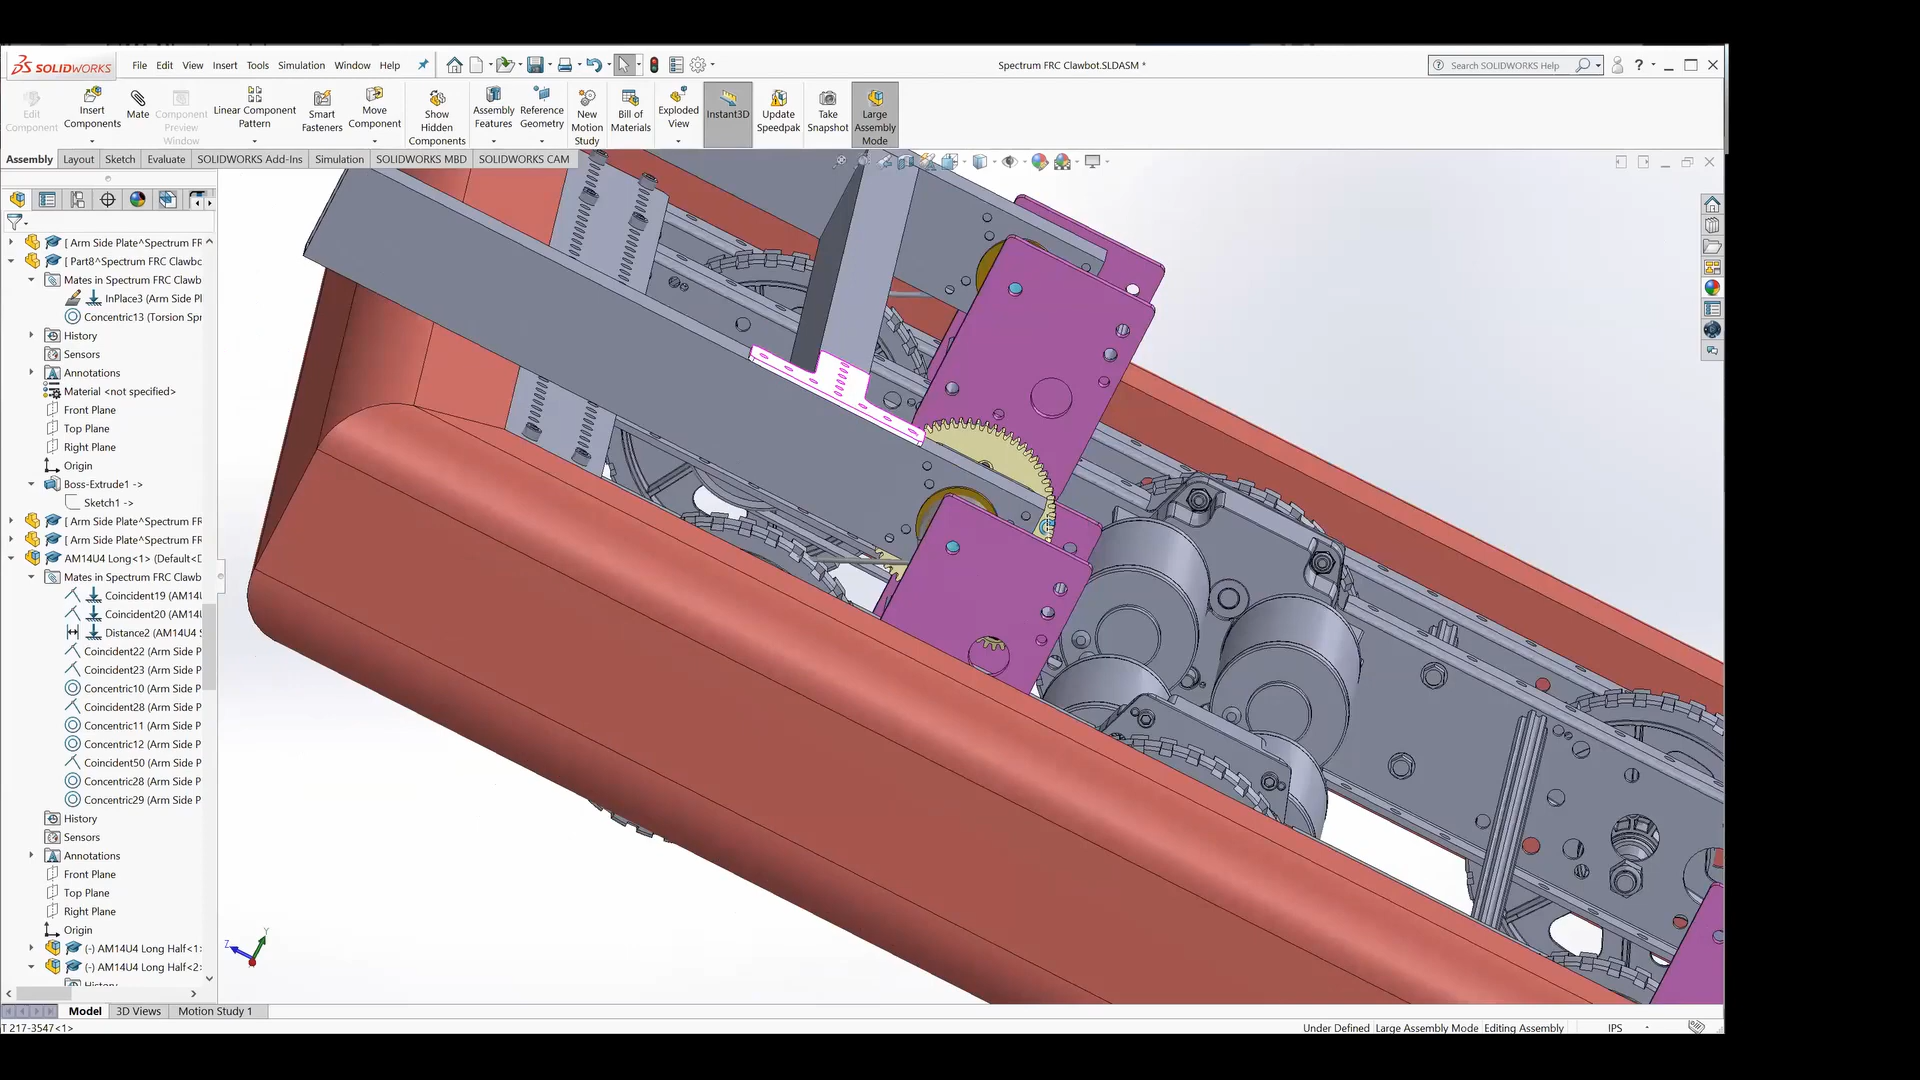 SOLIDWORKS
File Edit View Insert Tools Simulation Window Help
Spectrum FRC Clawbot.SLDASM *
Search SOLIDWORKS Help
Edit Component
Insert Components
Mate
Component Preview Window
Linear Component Pattern
Smart Fasteners
Move Component
Show Hidden Components
Assembly Features
Reference Geometry
New Motion Study
Bill of Materials
Exploded View
Instant3D
Update Speedpak
Take Snapshot
Large Assembly Mode
Assembly Layout Sketch Evaluate SOLIDWORKS Add-Ins Simulation SOLIDWORKS MBD SOLIDWORKS CAM
[ Arm Side Plate^Spectrum FR
[ Part8^Spectrum FRC Clawbc
Mates in Spectrum FRC Clawb
InPlace3 (Arm Side Pl
Concentric13 (Torsion Spr
History
Sensors
Annotations
Material <not specified>
Front Plane
Top Plane
Right Plane
Origin
Boss-Extrude1 ->
Sketch1 ->
[ Arm Side Plate^Spectrum FR
[ Arm Side Plate^Spectrum FR
AM14U4 Long<1> (Default<D
Mates in Spectrum FRC Clawb
Coincident19 (AM14U
Coincident20 (AM14U
Distance2 (AM14U4 S
Coincident22 (Arm Side P
Coincident23 (Arm Side P
Concentric10 (Arm Side P
Coincident28 (Arm Side P
Concentric11 (Arm Side P
Concentric12 (Arm Side P
Coincident50 (Arm Side P
Concentric28 (Arm Side P
Concentric29 (Arm Side P
History
Sensors
Annotations
Front Plane
Top Plane
Right Plane
Origin
(-) AM14U4 Long Half<1>
(-) AM14U4 Long Half<2>
History
Z Y
Model 3D Views Motion Study 1
T 217-3547<1>
Under Defined Large Assembly Mode Editing Assembly IPS